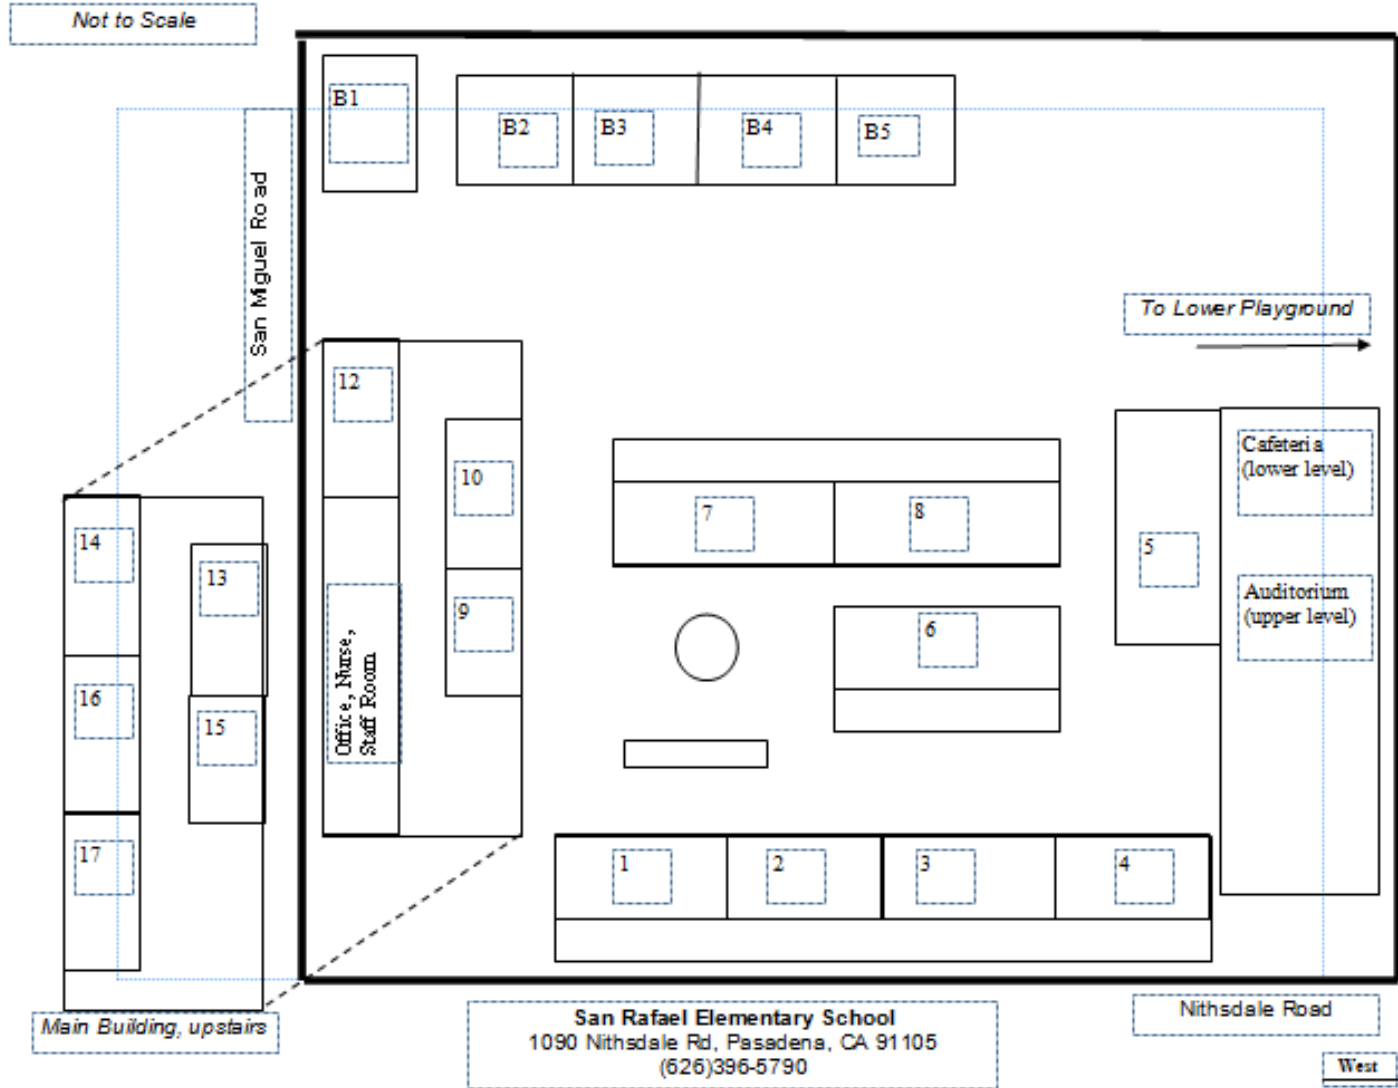 Not to Scale
B1
B2
B3
B4
B5
San Miguel Road
To Lower Playground
12
10
Cafeteria
(lower level)
7
8
14
5
13
Auditorium
(upper level)
9
6
Office, Nurse,
Staff Room
16
15
17
1
2
3
4
Main Building, upstairs
San Rafael Elementary School
1090 Nithsdale Rd, Pasadena, CA 91105
(626)396-5790
Nithsdale Road
West